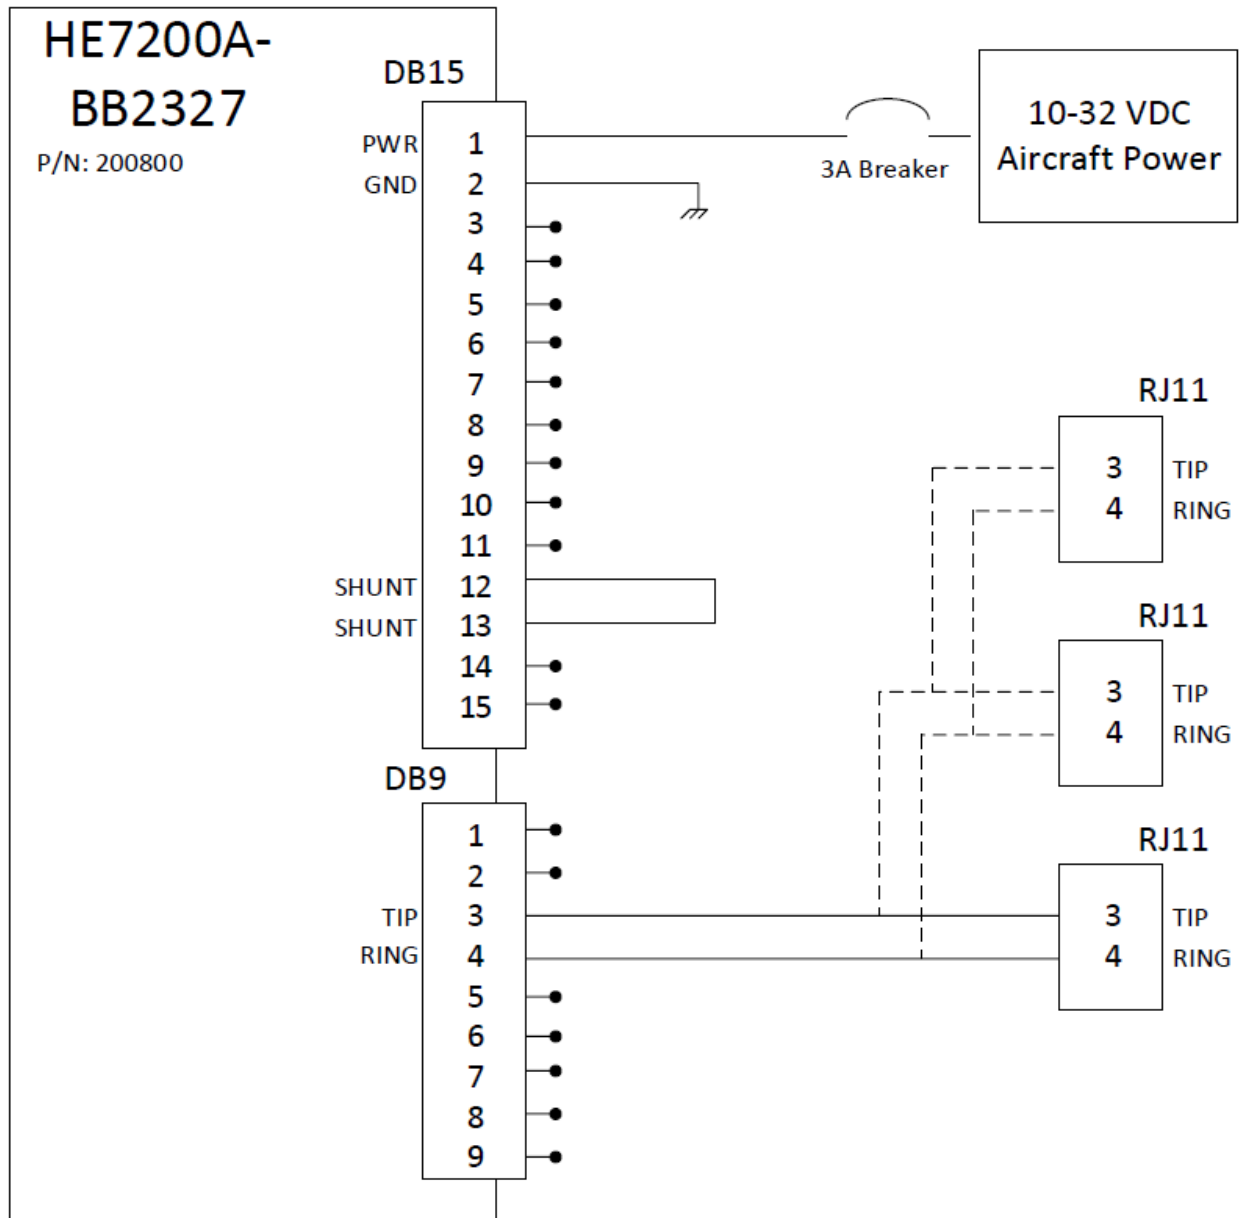 HE7200A-
BB2327
P/N: 200800
DB15
PWR 1
GND 2
3
4
5
6
7
8
9
10
11
SHUNT 12
SHUNT 13
14
15
DB9
1
2
TIP 3
RING 4
5
6
7
8
9
3A Breaker
10-32 VDC
Aircraft Power
RJ11
3 TIP
4 RING
RJ11
3 TIP
4 RING
RJ11
3 TIP
4 RING